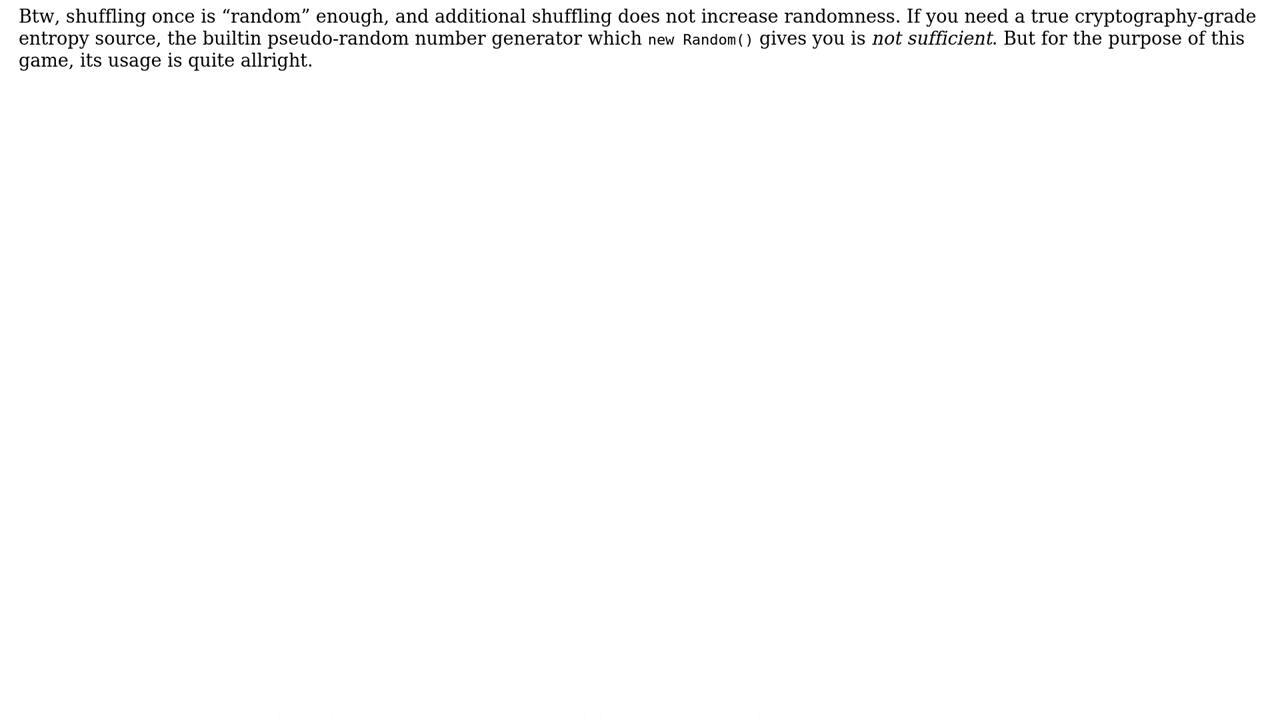 Btw, shuffling once is “random” enough, and additional shuffling does not increase randomness. If you need a true cryptography-grade
entropy source, the builtin pseudo-random number generator which new Random() gives you is not sufficient. But for the purpose of this
game, its usage is quite allright.